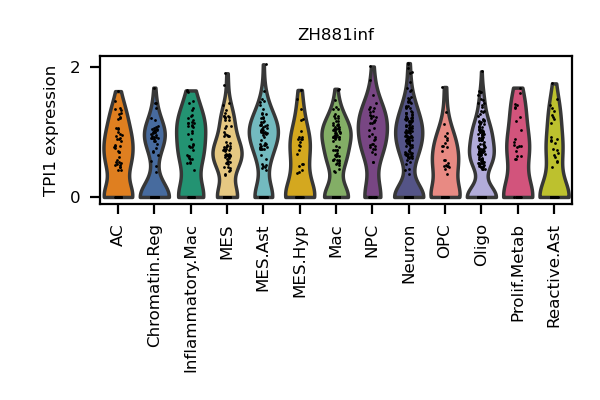 ZH881inf
TPI1 expression
2
0
AC
Chromatin.Reg
Inflammatory.Mac
MES
MES.Ast
MES.Hyp
Mac
NPC
Neuron
OPC
Oligo
Prolif.Metab
Reactive.Ast